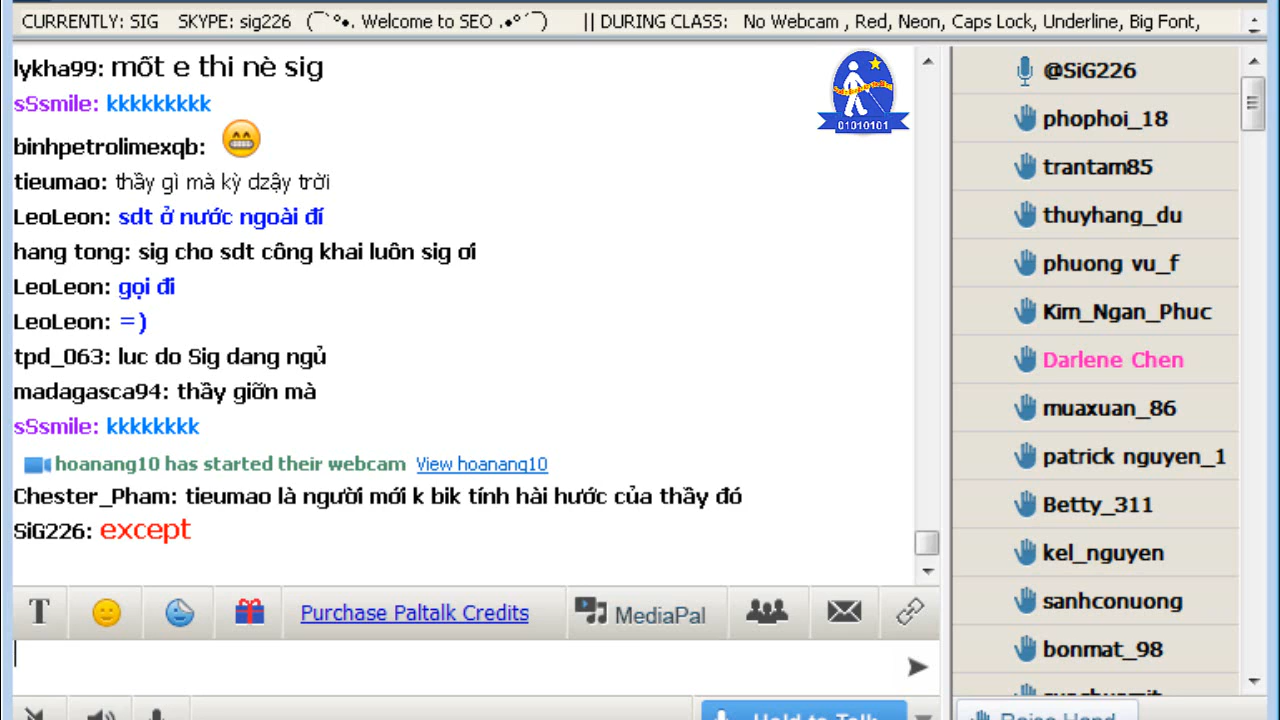 CURRENTLY: SIG SKYPE: sig226 (¯`°•. Welcome to SEO .•°´¯) || DURING CLASS: No Webcam , Red, Neon, Caps Lock, Underline, Big Font,
lykha99: mốt e thi nè sig
sSsmile: kkkkkkkkk
binhpetrolimexqb:
tieumao: thầy gì mà kỳ dzậy trời
LeoLeon: sdt ở nước ngoài đí
hang tong: sig cho sdt công khai luôn sig ơi
LeoLeon: gọi đi
LeoLeon: =)
tpd_063: luc do Sig dang ngủ
madagasca94: thầy giỡn mà
sSsmile: kkkkkkkk
hoanang10 has started their webcam View hoanang10
Chester_Pham: tieumao là người mới k bik tính hài hước của thầy đó
SiG226: except
01010101
Purchase Paltalk Credits
MediaPal
Hold to Talk
@SiG226
phophoi_18
trantam85
thuyhang_du
phuong vu_f
Kim_Ngan_Phuc
Darlene Chen
muaxuan_86
patrick nguyen_1
Betty_311
kel_nguyen
sanhconuong
bonmat_98
Raise Hand